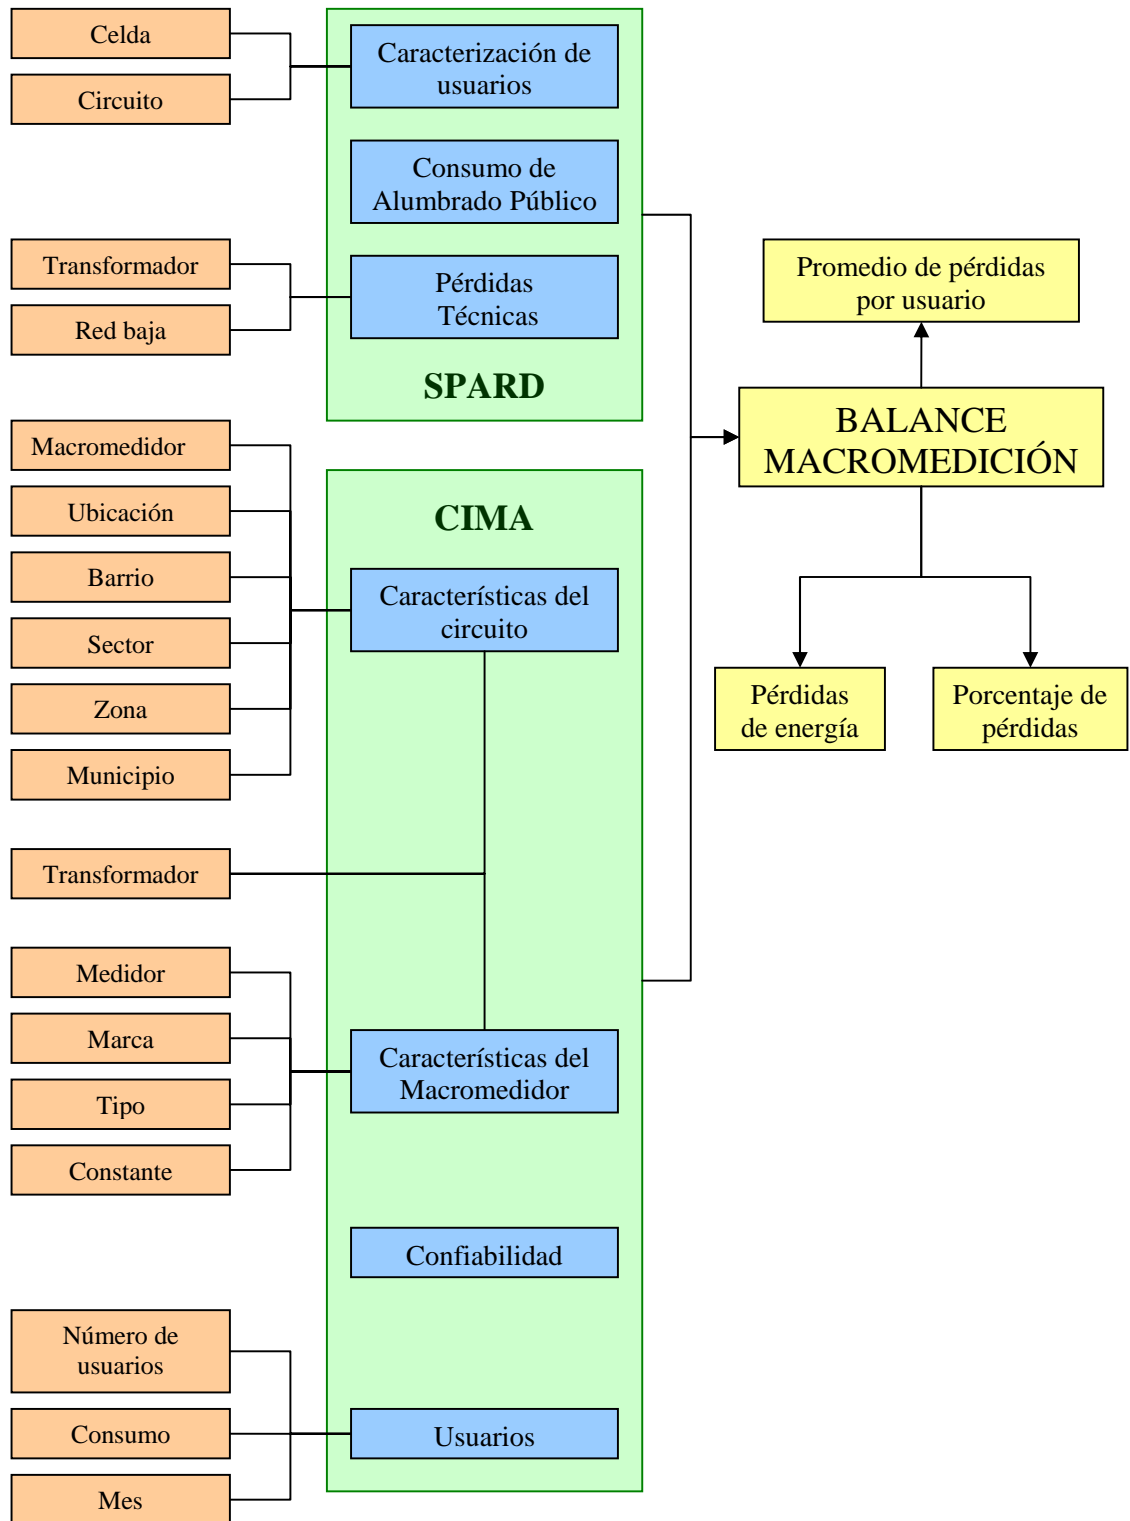 Celda
Circuito
Caracterización de
usuarios
Consumo de
Alumbrado Público
Transformador
Red baja
Pérdidas
Técnicas
SPARD
Promedio de pérdidas
por usuario
BALANCE
MACROMEDICIÓN
Pérdidas
de energía
Porcentaje de
pérdidas
Macromedidor
Ubicación
Barrio
Sector
Zona
Municipio
CIMA
Características del
circuito
Transformador
Medidor
Marca
Tipo
Constante
Características del
Macromedidor
Confiabilidad
Número de
usuarios
Consumo
Mes
Usuarios